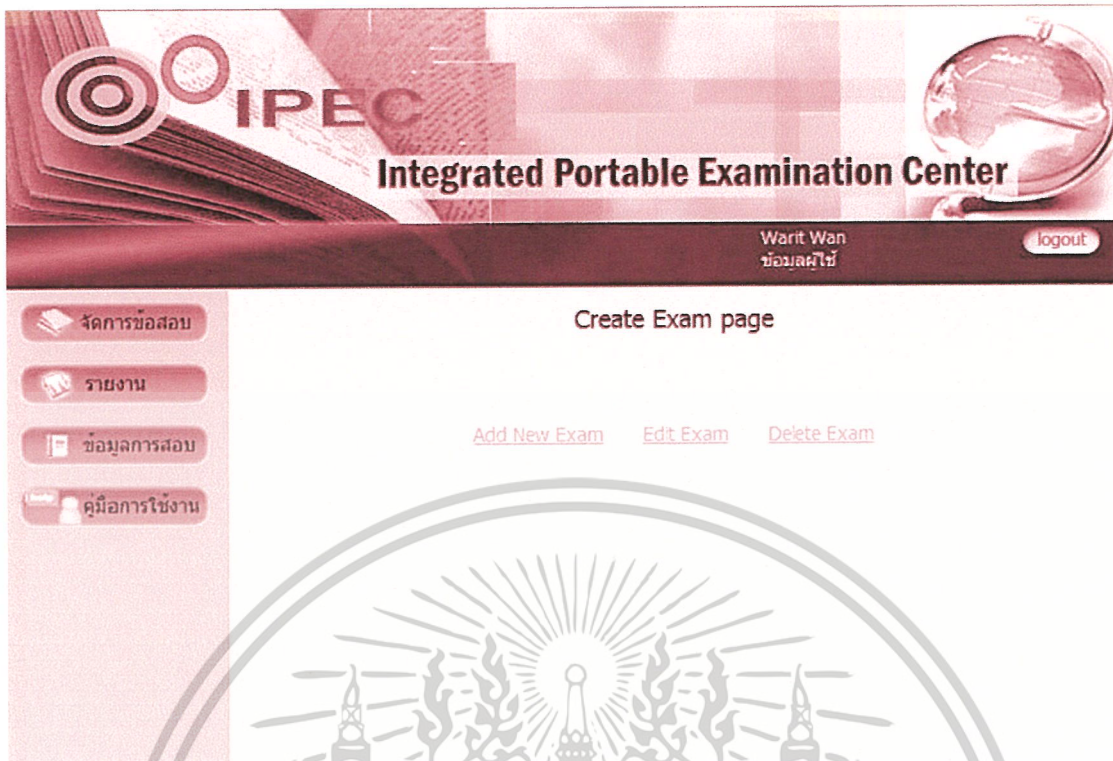 IPEC
Integrated Portable Examination Center
Warit Wan
ข้อมูลผู้ใช้
logout
จัดการข้อสอบ
Create Exam page
รายงาน
ข้อมูลการสอบ
Add New Exam Edit Exam Delete Exam
คู่มือการใช้งาน